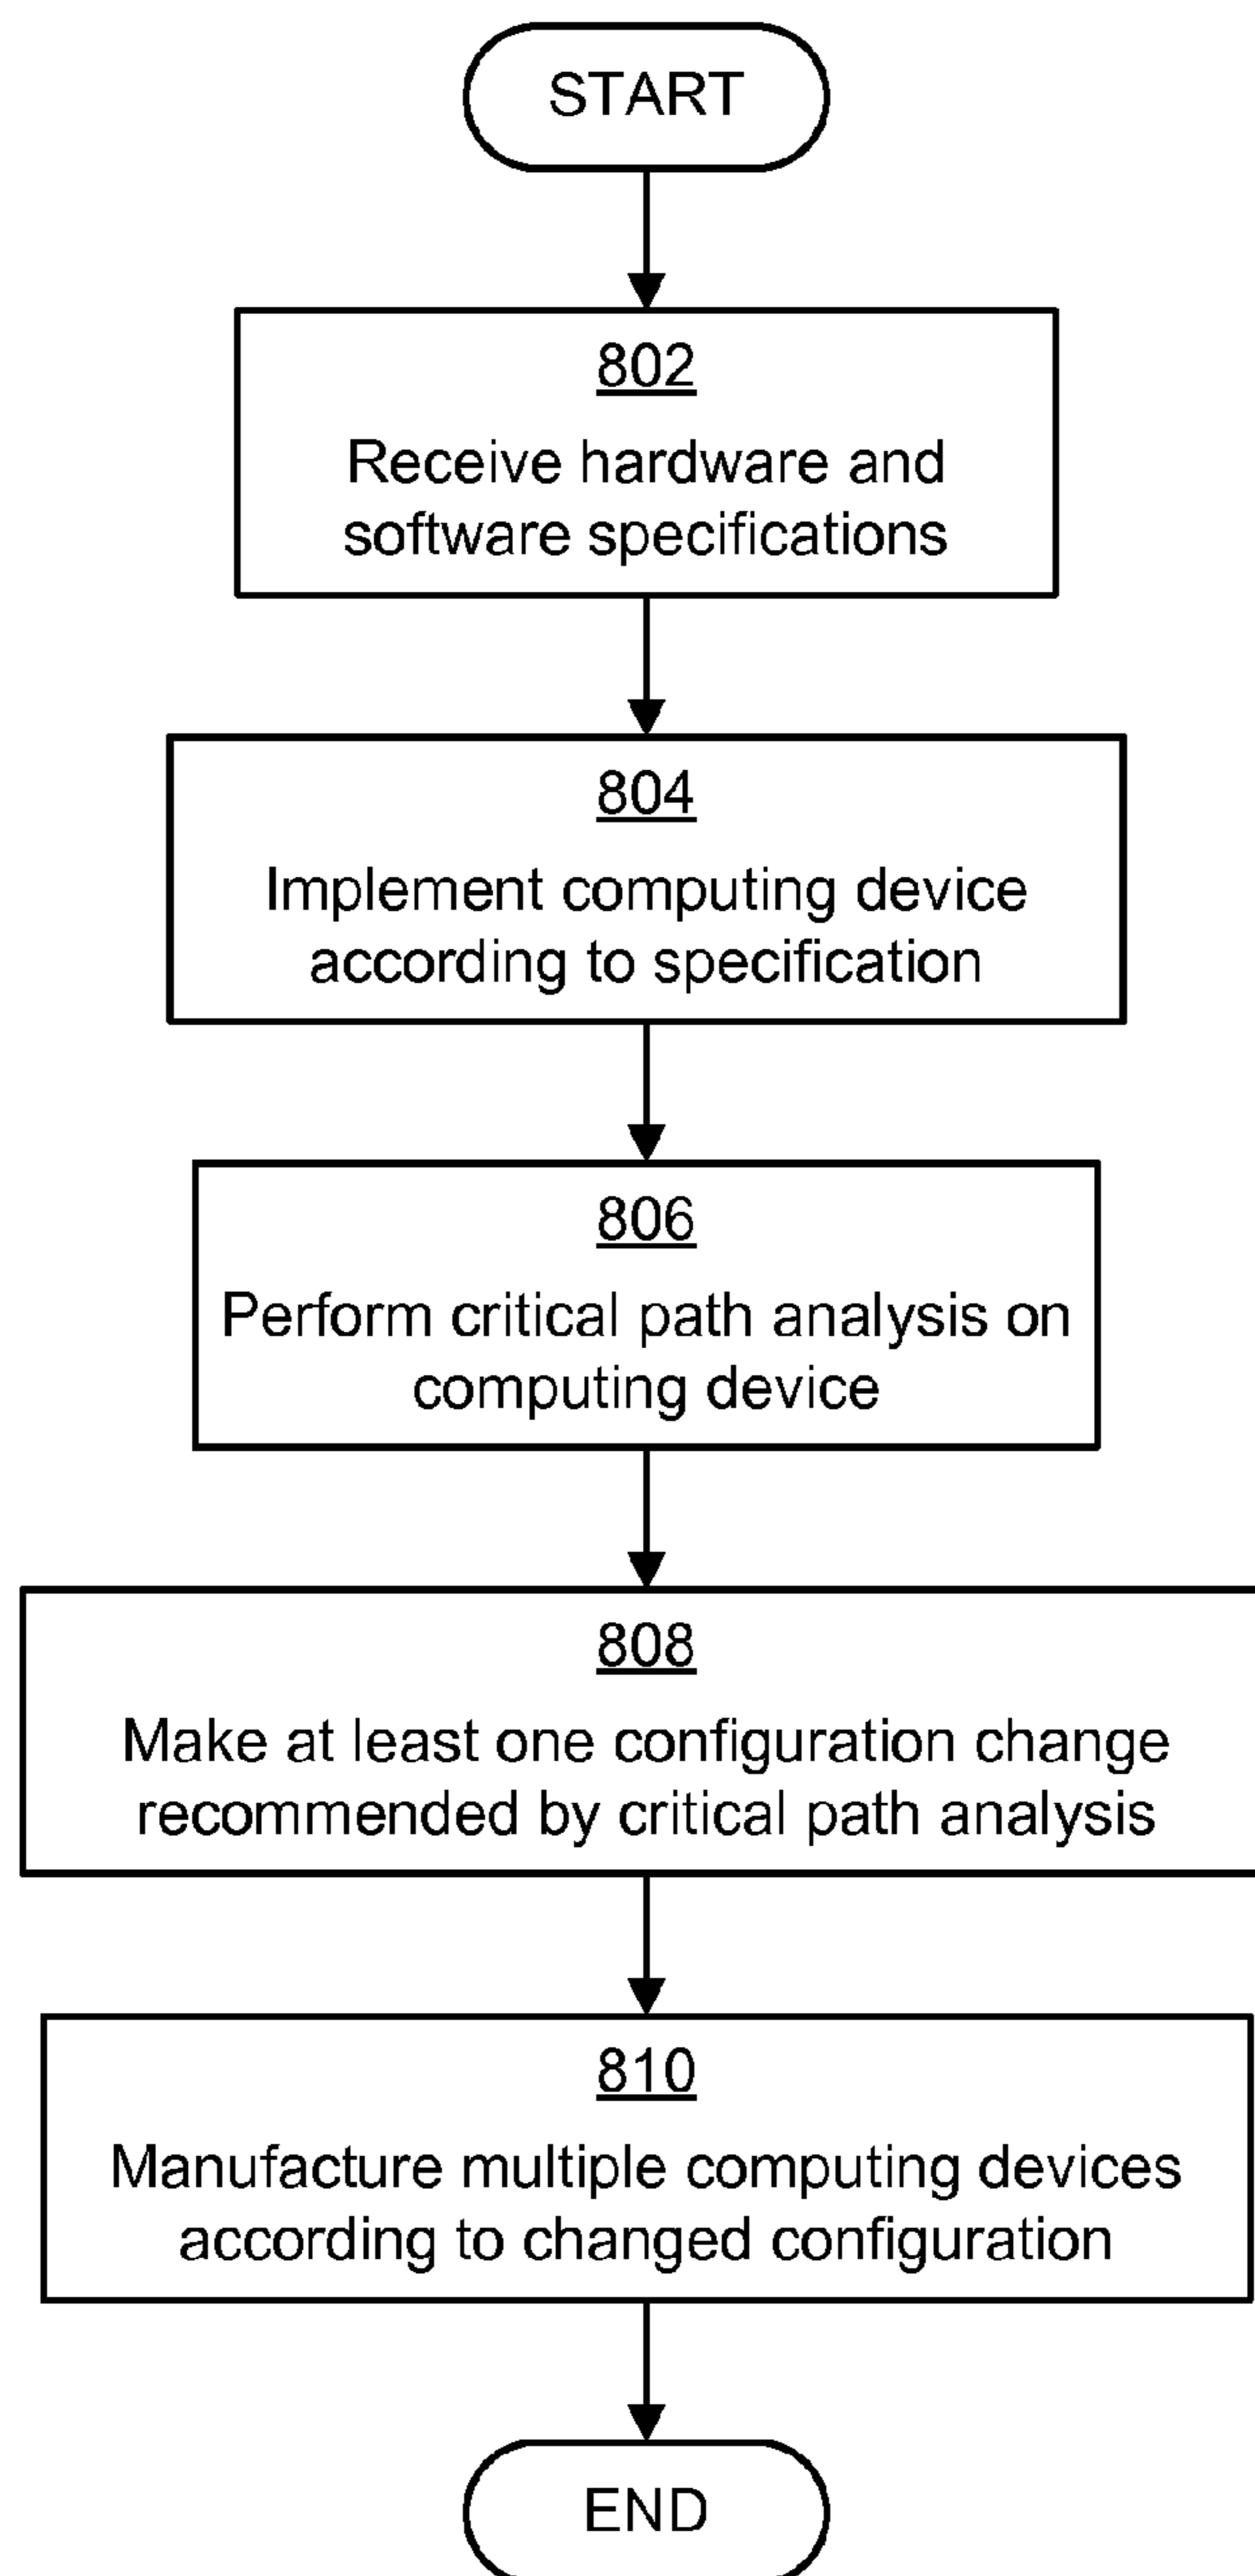 START
802
Receive hardware and
software specifications
804
Implement computing device
according to specification
806
Perform critical path analysis on
computing device
808
Make at least one configuration change
recommended by critical path analysis
810
Manufacture multiple computing devices
according to changed configuration
END